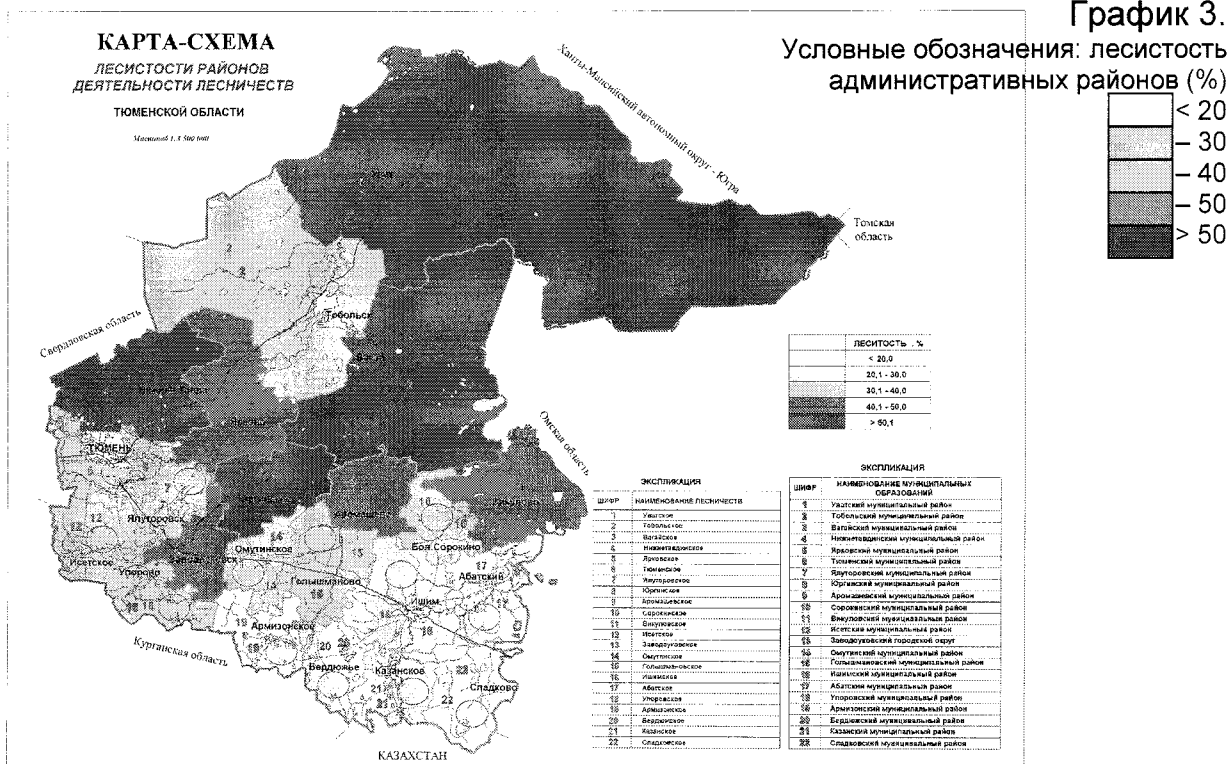 График 3.
Условные обозначения: лесистость
административных районов (%)
< 20
– 30
– 40
– 50
> 50
КАРТА-СХЕМА
ЛЕСИСТОСТИ РАЙОНОВ
ДЕЯТЕЛЬНОСТИ ЛЕСНИЧЕСТВ
ТЮМЕНСКОЙ ОБЛАСТИ
Ханты-Мансийский автономный округ - Югра
Томская
область
Свердловская область
Омская область
Курганская область
КАЗАХСТАН
Тобольск
ТЮМЕНЬ
Исетское
Омутинское
Голышманово
Бол.Сорокино
Абатский
Ишим
Армизонское
Бердюжье
Казанское
Сладково
ЛЕСИТОСТЬ , %
< 20,0
20,1 - 30,0
30,1 - 40,0
40,1 - 50,0
> 50,1
ЭКСПЛИКАЦИЯ
ШИФР НАИМЕНОВАНИЕ ЛЕСНИЧЕСТВ
1 Уватское
2 Тобольское
3 Вагайское
4 Нижнетавдинское
5 Ярковское
6 Тюменское
7 Ялуторовское
8 Юргинское
9 Аромашевское
10 Сорокинское
11 Викуловское
12 Исетское
13 Заводоуковское
14 Омутинское
15 Голышмановское
16 Ишимское
17 Абатское
18 Упоровское
19 Армизонское
20 Бердюжское
21 Казанское
22 Сладковское
ЭКСПЛИКАЦИЯ
ШИФР НАИМЕНОВАНИЕ МУНИЦИПАЛЬНЫХ
ОБРАЗОВАНИЙ
1 Уватский муниципальный район
2 Тобольский муниципальный район
3 Вагайский муниципальный район
4 Нижнетавдинский муниципальный район
5 Ярковский муниципальный район
6 Тюменский муниципальный район
7 Ялуторовский муниципальный район
8 Юргинский муниципальный район
9 Аромашевский муниципальный район
10 Сорокинский муниципальный район
11 Викуловский муниципальный район
12 Исетский муниципальный район
13 Заводоуковский городской округ
14 Омутинский муниципальный район
15 Голышмановский муниципальный район
16 Ишимский муниципальный район
17 Абатский муниципальный район
18 Упоровский муниципальный район
19 Армизонский муниципальный район
20 Бердюжский муниципальный район
21 Казанский муниципальный район
22 Сладковский муниципальный район